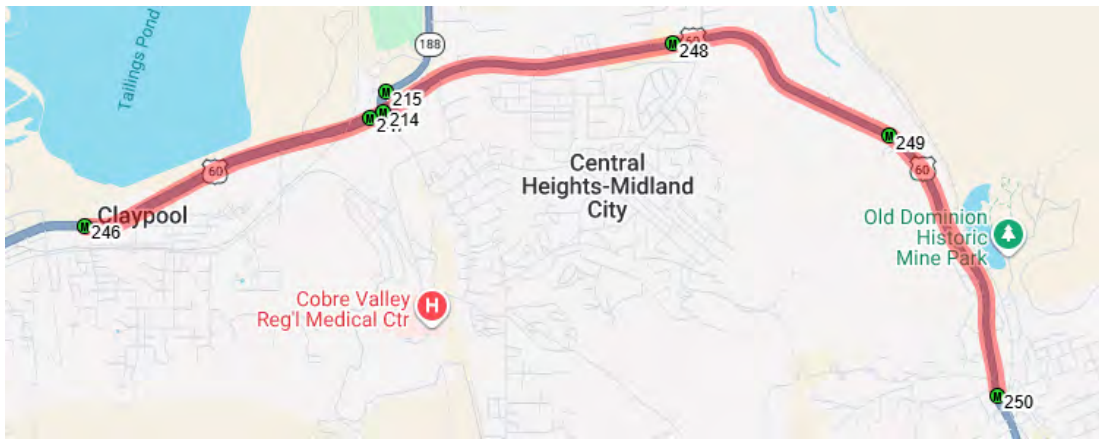 Tailings Pond
188
60
248
215
214
60
249
60
Central
Heights-Midland
City
Claypool
246
Old Dominion
Historic
Mine Park
Cobre Valley
Reg'l Medical Ctr
H
250